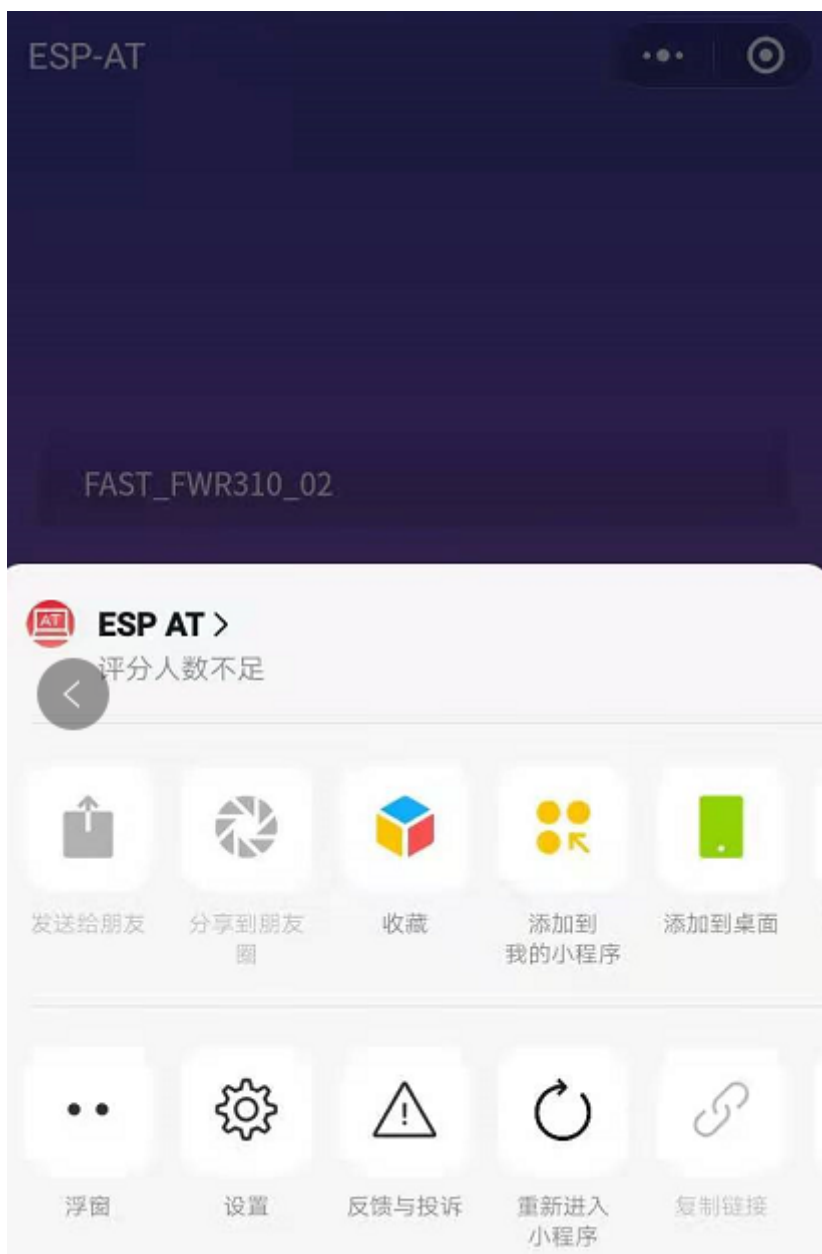 ESP-AT
FAST_FWR310_02
AT
ESP AT >
评分人数不足
发送给朋友
分享到朋友
圈
收藏
添加到
我的小程序
添加到桌面
浮窗
设置
反馈与投诉
重新进入
小程序
复制链接